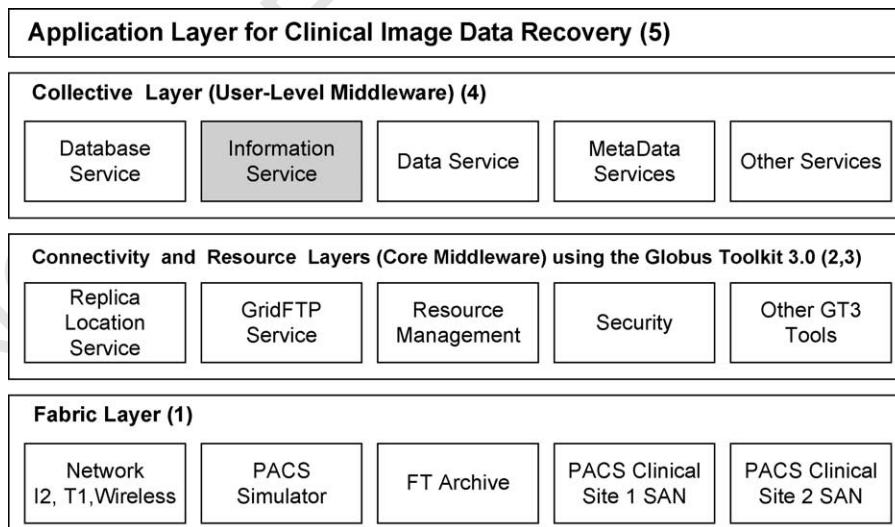 Application Layer for Clinical Image Data Recovery (5)
Collective Layer (User-Level Middleware) (4)
Database
Service
Information
Service
Data Service
MetaData
Services
Other Services
Connectivity and Resource Layers (Core Middleware) using the Globus Toolkit 3.0 (2,3)
Replica
Location
Service
GridFTP
Service
Resource
Management
Security
Other GT3
Tools
Fabric Layer (1)
Network
I2, T1,Wireless
PACS
Simulator
FT Archive
PACS Clinical
Site 1 SAN
PACS Clinical
Site 2 SAN